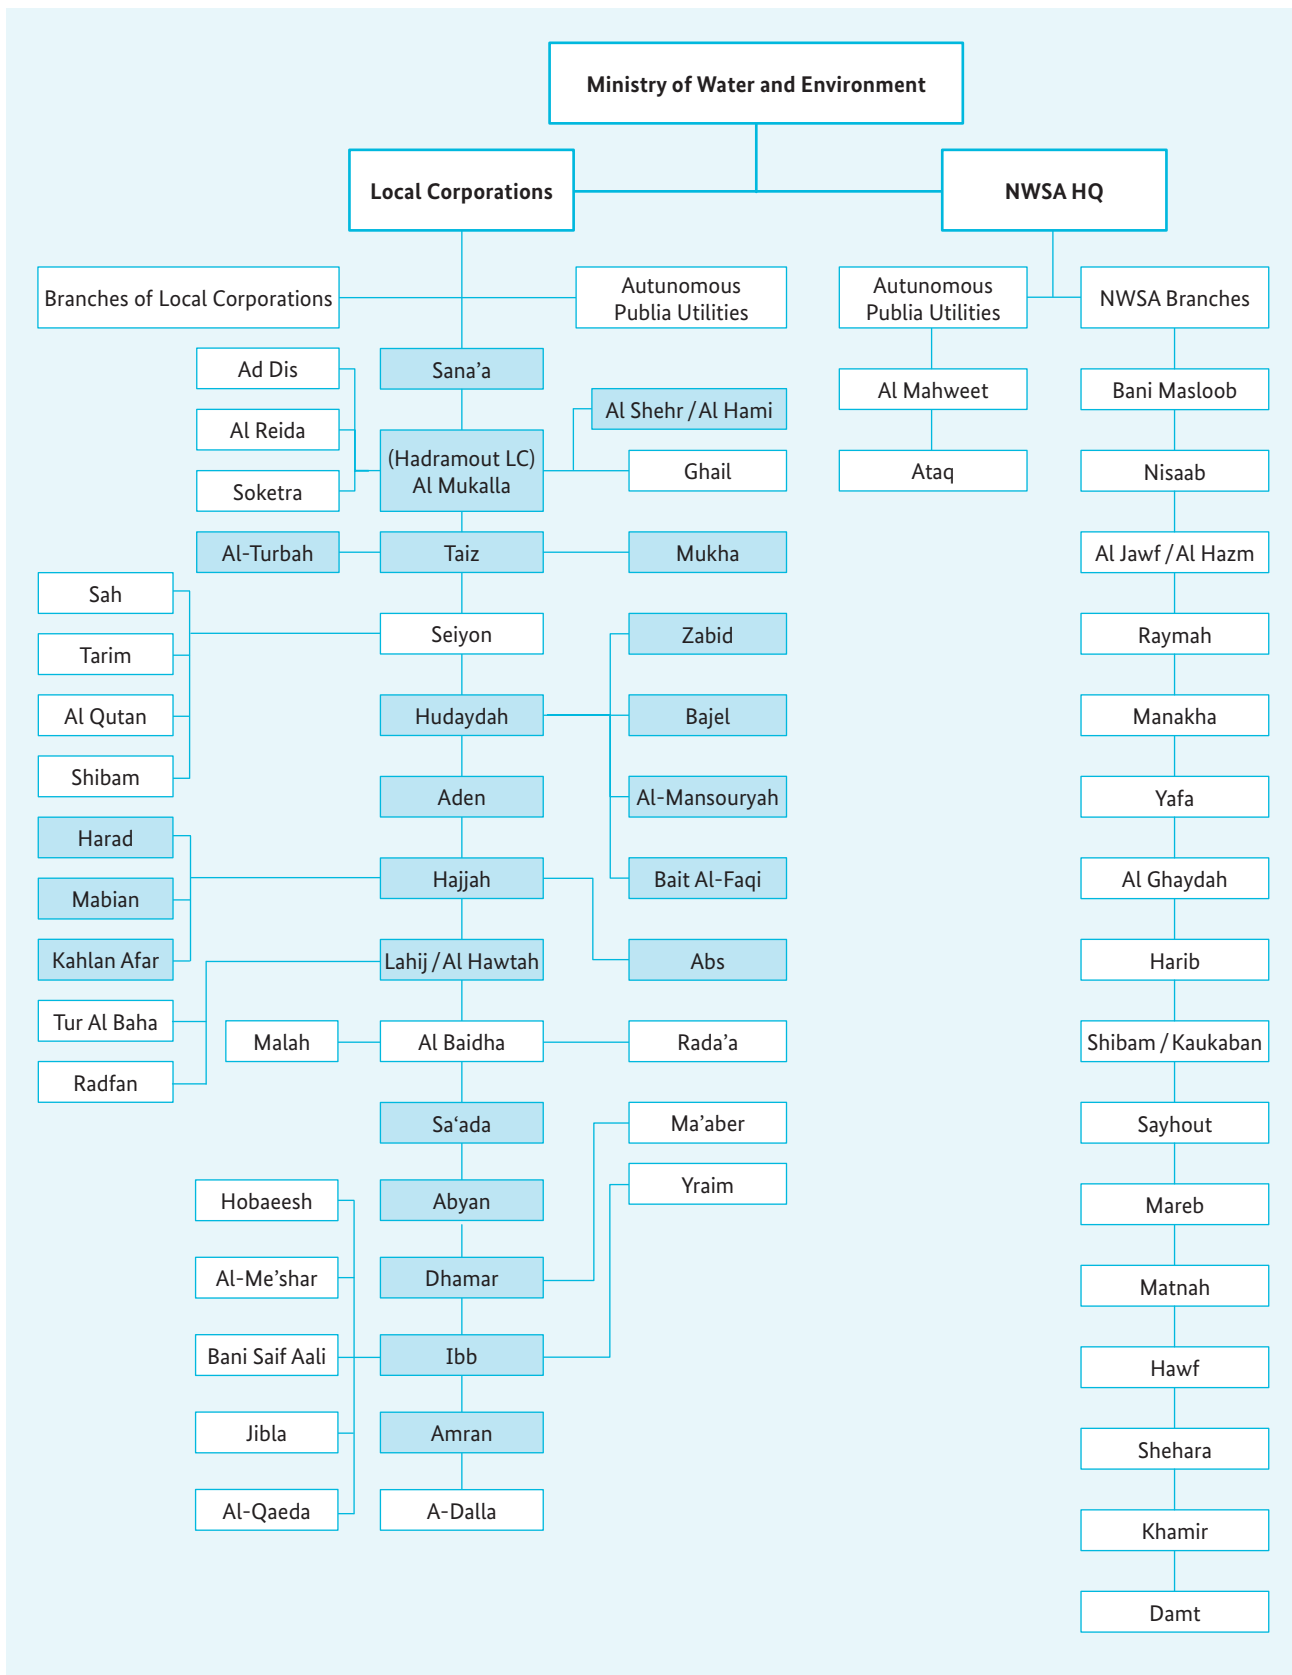 Ministry of Water and Environment
Local Corporations
NWSA HQ
Branches of Local Corporations
Autunomous
Publia Utilities
Autunomous
Publia Utilities
NWSA Branches
Ad Dis
Al Reida
Soketra
Al-Turbah
Sah
Tarim
Al Qutan
Shibam
Harad
Mabian
Kahlan Afar
Tur Al Baha
Radfan
Malah
Hobaeesh
Al-Me’shar
Bani Saif Aali
Jibla
Al-Qaeda
Sana’a
(Hadramout LC)
Al Mukalla
Taiz
Seiyon
Hudaydah
Aden
Hajjah
Lahij / Al Hawtah
Al Baidha
Sa‘ada
Abyan
Dhamar
Ibb
Amran
A-Dalla
Al Shehr / Al Hami
Ghail
Mukha
Zabid
Bajel
Al-Mansouryah
Bait Al-Faqi
Abs
Rada’a
Ma’aber
Yraim
Al Mahweet
Ataq
Bani Masloob
Nisaab
Al Jawf / Al Hazm
Raymah
Manakha
Yafa
Al Ghaydah
Harib
Shibam / Kaukaban
Sayhout
Mareb
Matnah
Hawf
Shehara
Khamir
Damt